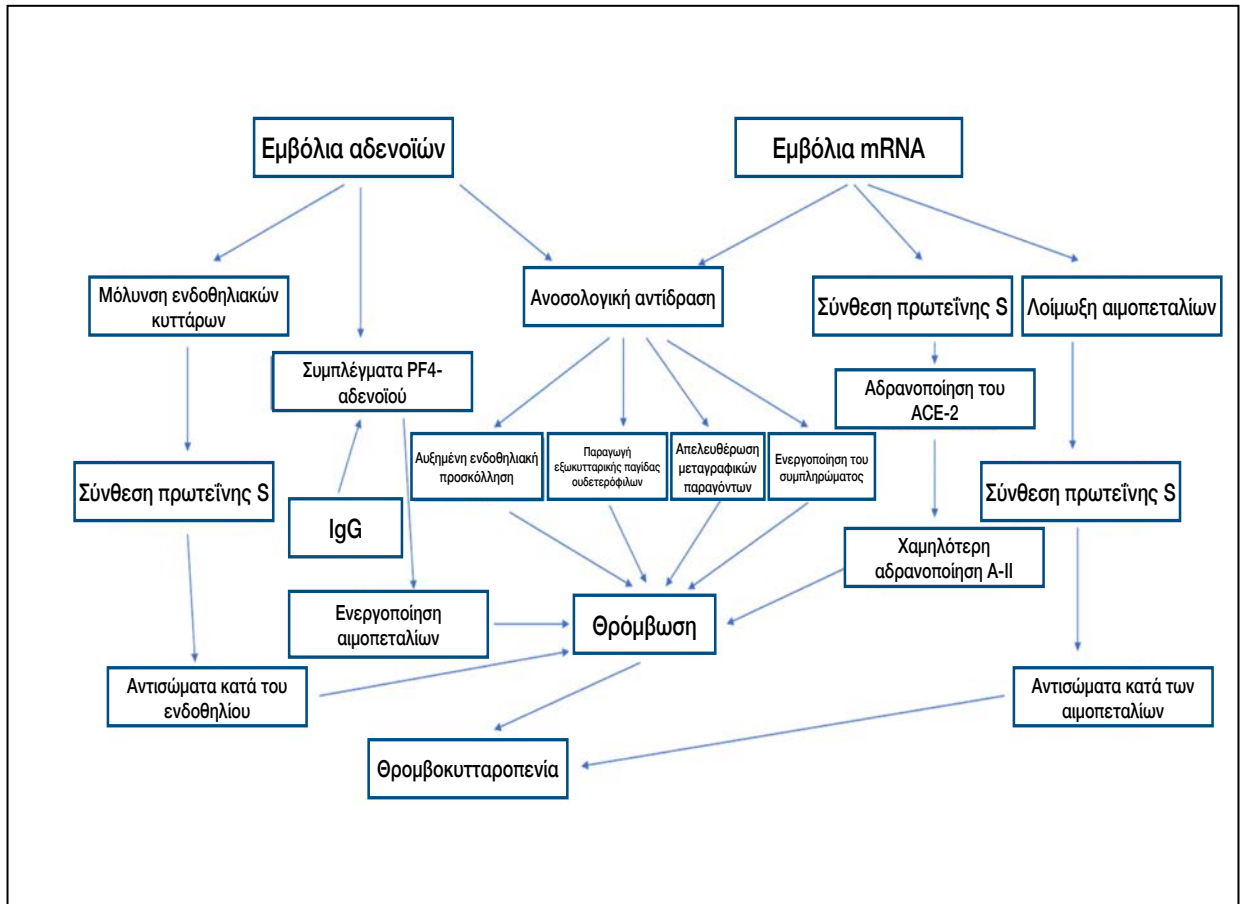 Εμβόλια αδενοϊών
Εμβόλια mRNA
Μόλυνση ενδοθηλιακών
κυττάρων
Ανοσολογική αντίδραση
Σύνθεση πρωτεΐνης S
Λοίμωξη αιμοπεταλίων
Συμπλέγματα PF4-
αδενοϊού
Αδρανοποίηση του
ACE-2
Αυξημένη ενδοθηλιακή
προσκόλληση
Παραγωγή
εξωκυτταρικής παγίδας
ουδετερόφιλων
Απελευθέρωση
μεταγραφικών
παραγόντων
Ενεργοποίηση του
συμπληρώματος
Σύνθεση πρωτεΐνης S
IgG
Σύνθεση πρωτεΐνης S
Χαμηλότερη
αδρανοποίηση A-II
Ενεργοποίηση
αιμοπεταλίων
Θρόμβωση
Αντισώματα κατά του
ενδοθηλίου
Αντισώματα κατά των
αιμοπεταλίων
Θρομβοκυτταροπενία